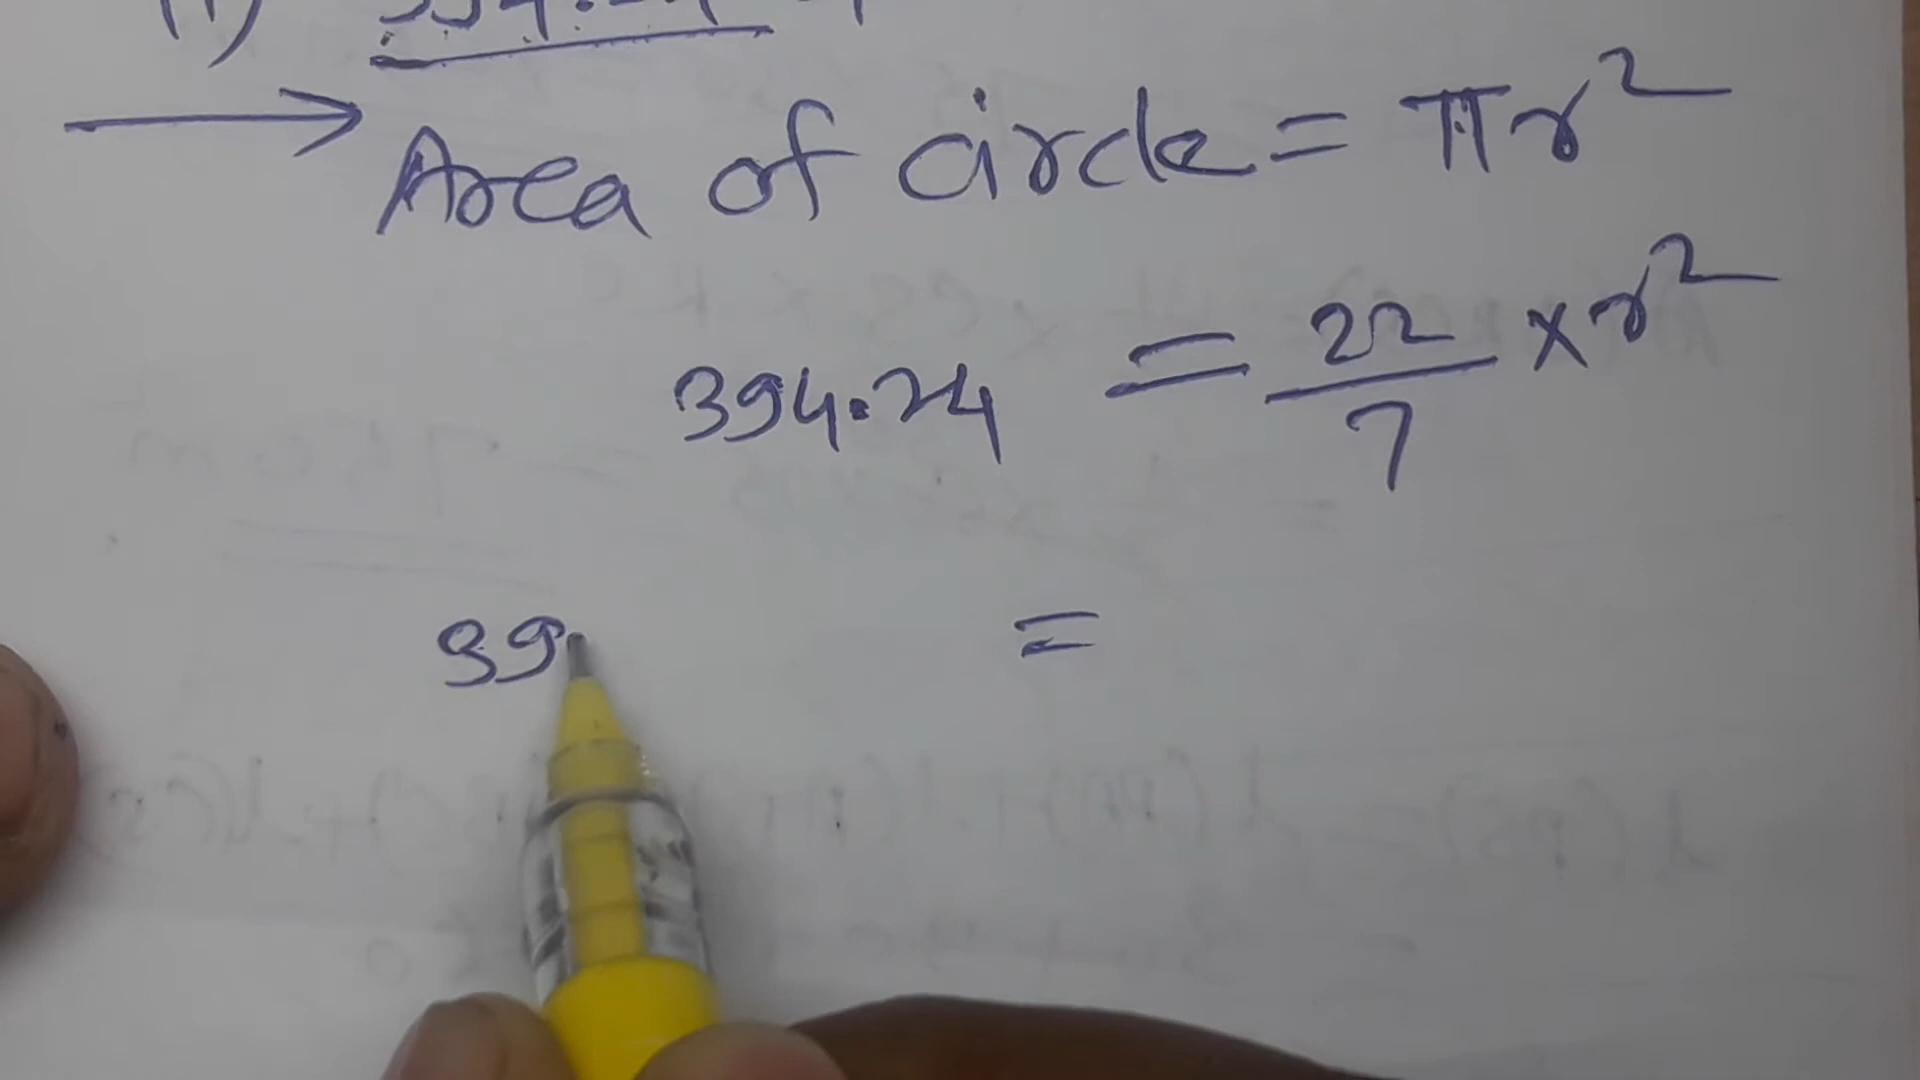 Area of circle = πr²
394.24 = 22/7 × r²
39 =